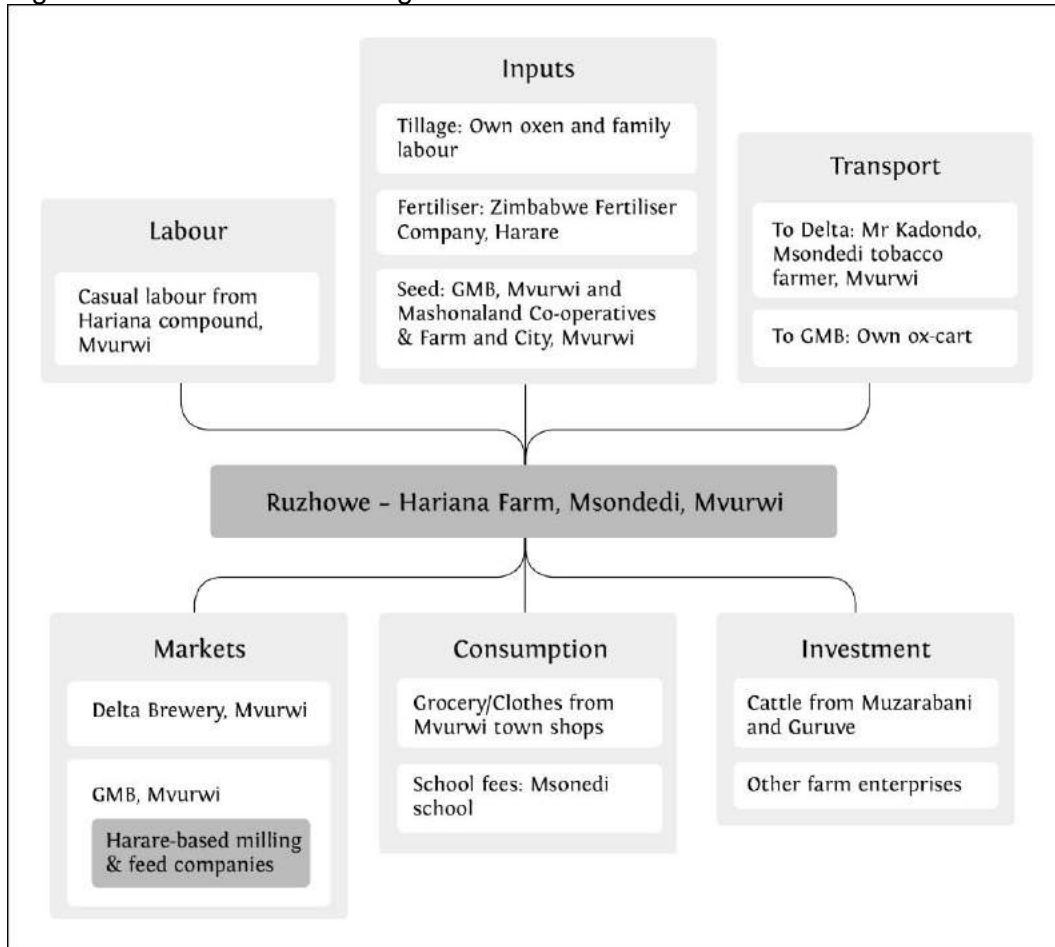 Inputs
Tillage: Own oxen and family
labour
Fertiliser: Zimbabwe Fertiliser
Company, Harare
Seed: GMB, Mvurwi and
Mashonaland Co-operatives
& Farm and City, Mvurwi
Labour
Casual labour from
Hariana compound,
Mvurwi
Transport
To Delta: Mr Kadondo,
Msondedi tobacco
farmer, Mvurwi
To GMB: Own ox-cart
Ruzhowe – Hariana Farm, Msondedi, Mvurwi
Markets
Delta Brewery, Mvurwi
GMB, Mvurwi
Harare-based milling
& feed companies
Consumption
Grocery/Clothes from
Mvurwi town shops
School fees: Msonedi
school
Investment
Cattle from Muzarabani
and Guruve
Other farm enterprises